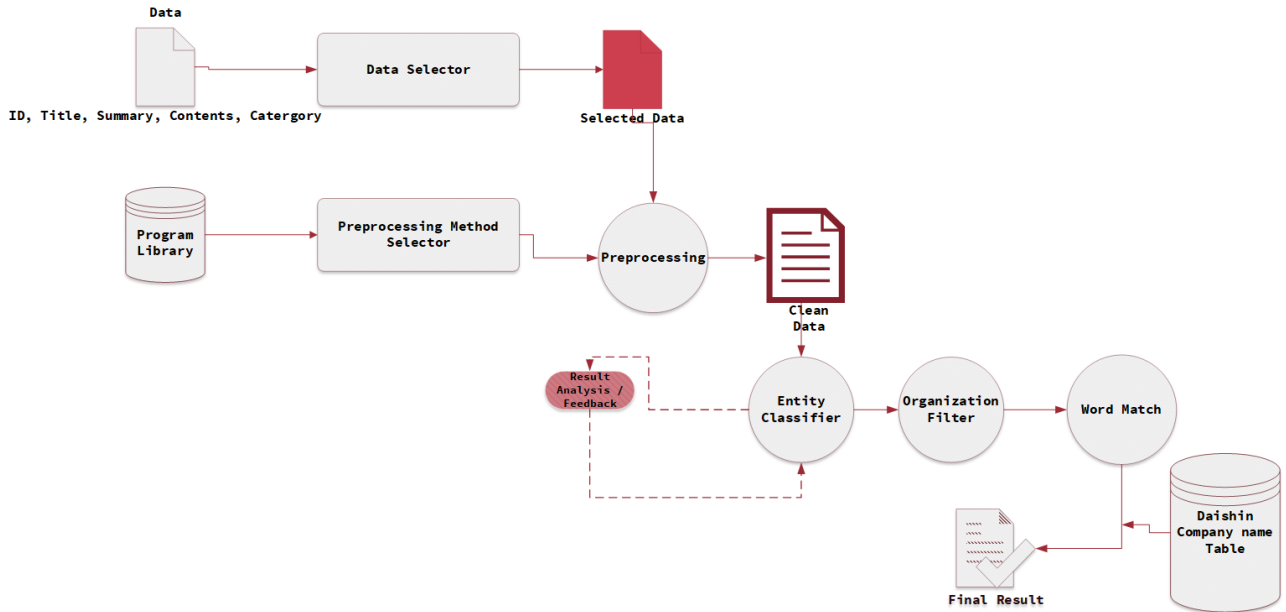 Data
Data Selector
ID, Title, Summary, Contents, Catergory
Selected Data
Program
Library
Preprocessing Method
Selector
Preprocessing
Clean
Data
Result
Analysis /
Feedback
Entity
Classifier
Organization
Filter
Word Match
Daishin
Company name
Table
Final Result